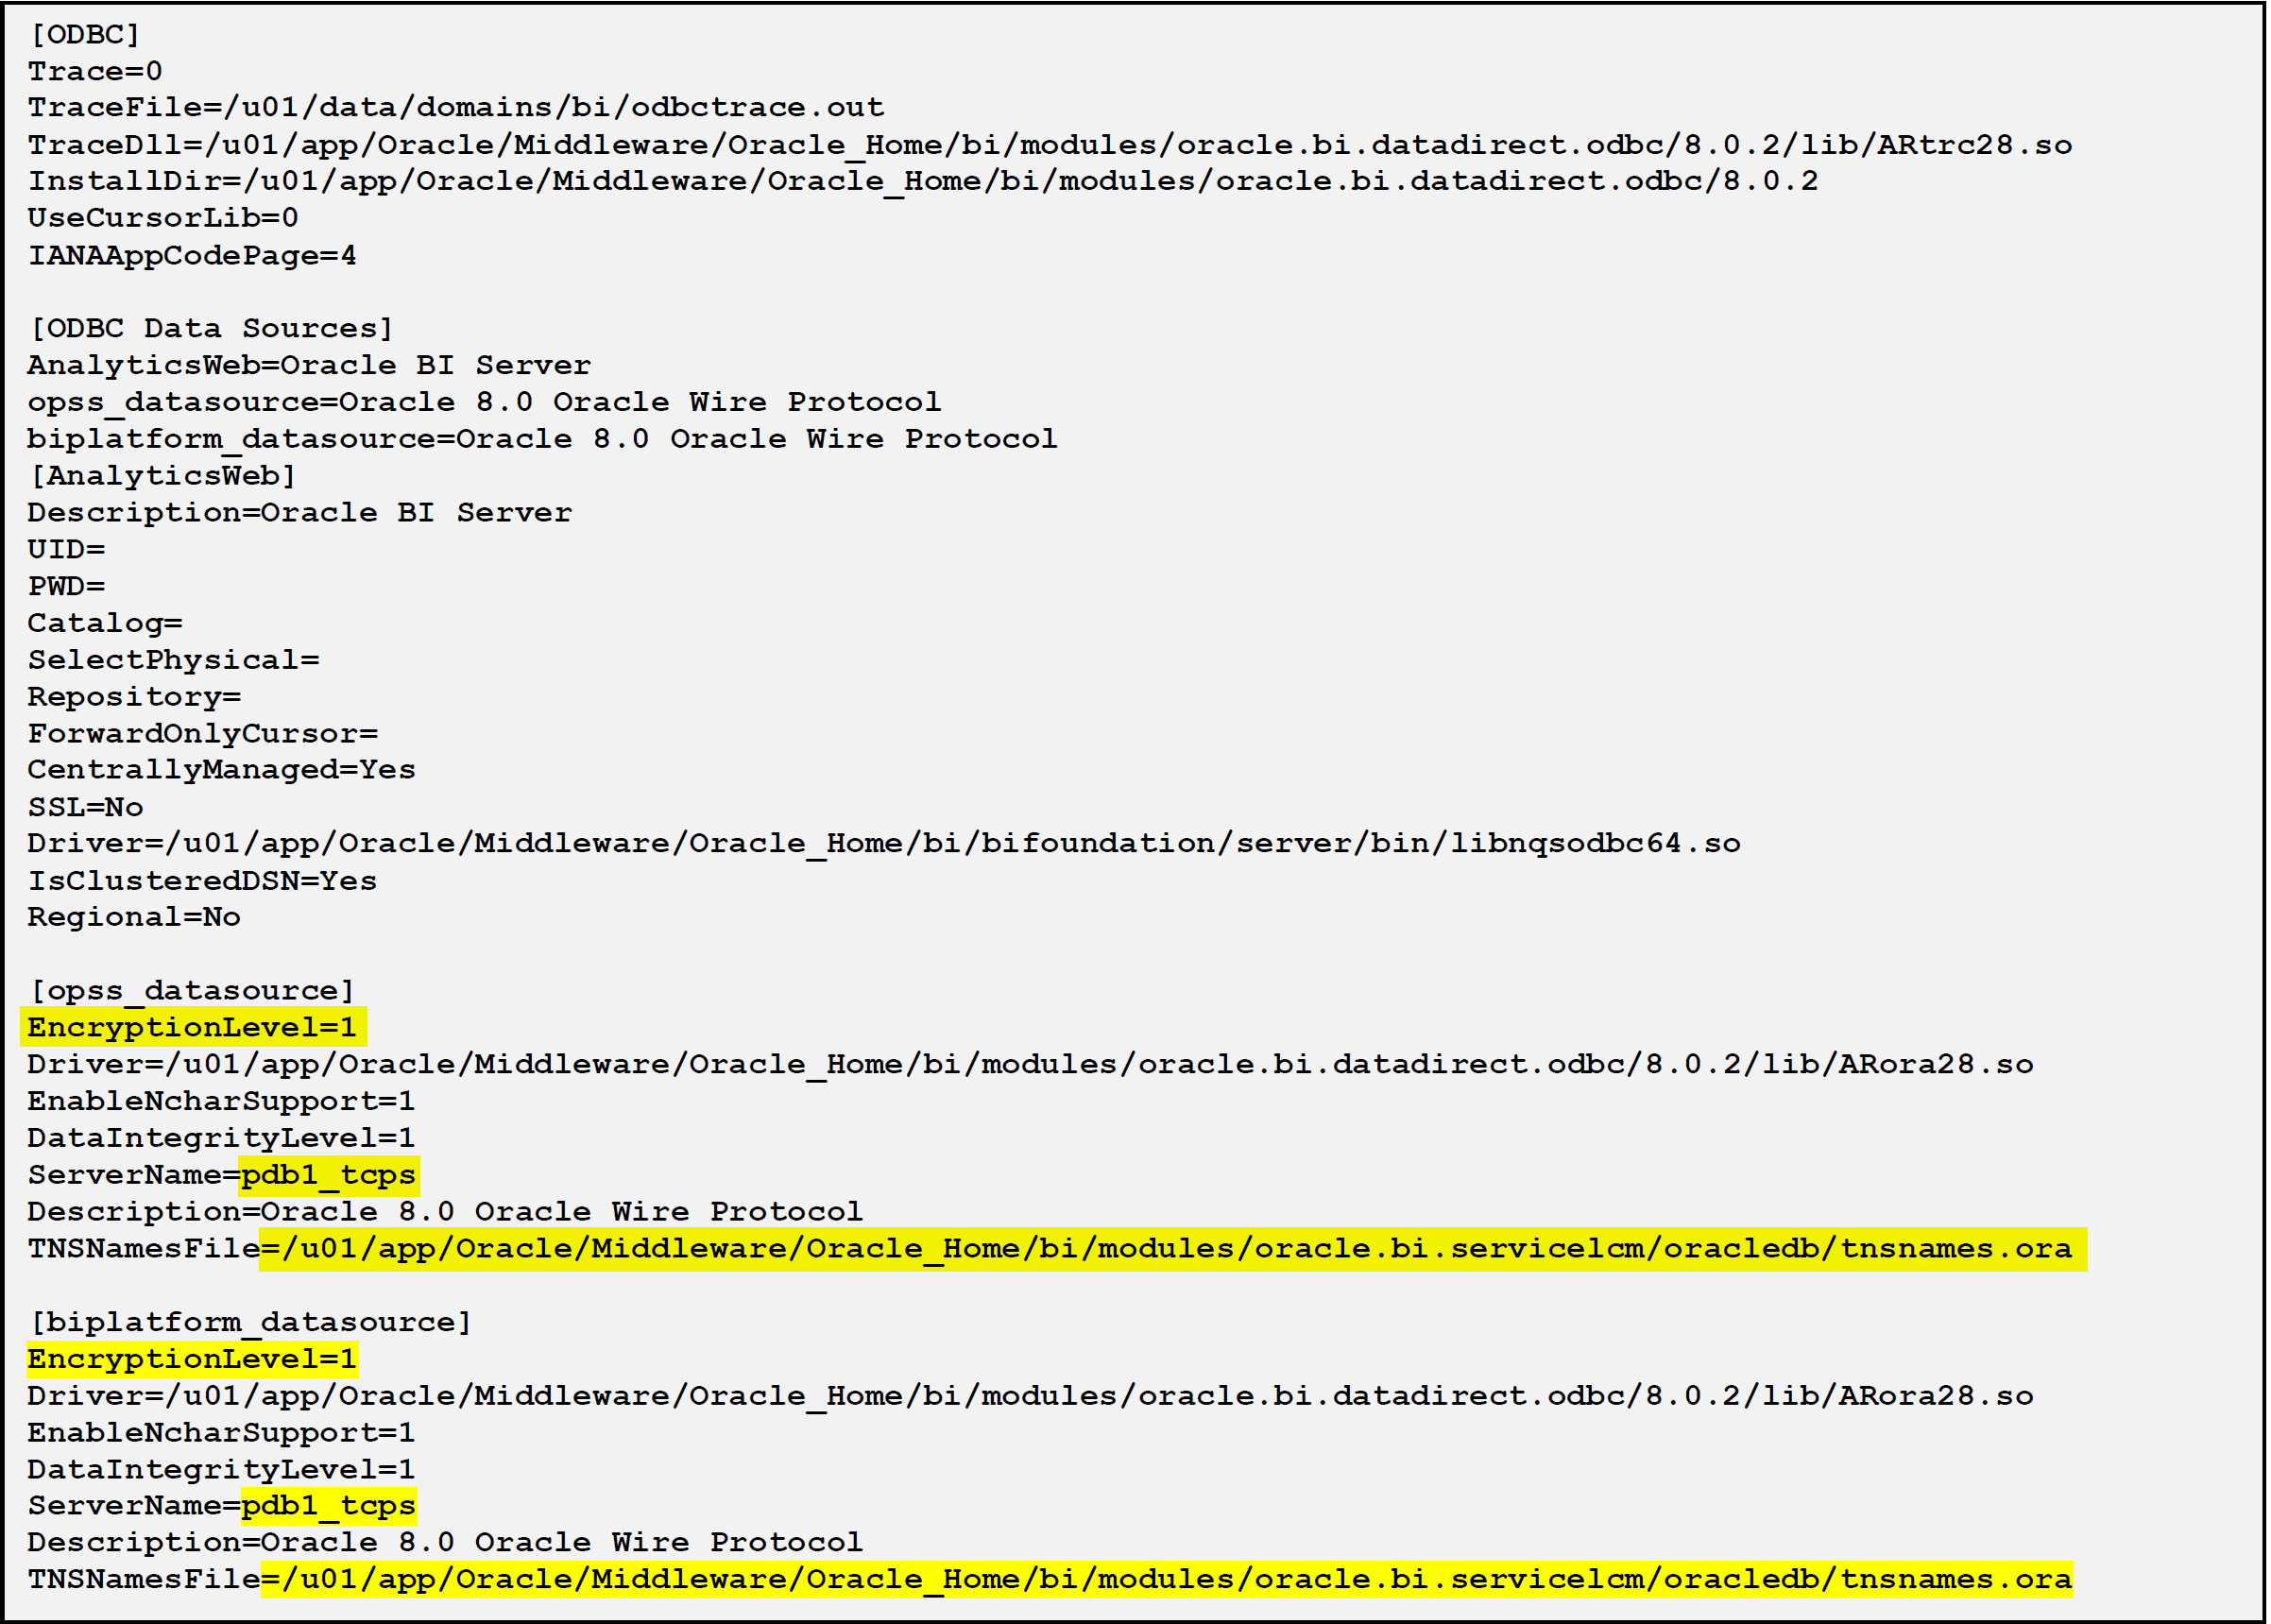 [ODBC]
Trace=0
TraceFile=/u01/data/domains/bi/odbctrace.out
TraceDll=/u01/app/Oracle/Middleware/Oracle_Home/bi/modules/oracle.bi.datadirect.odbc/8.0.2/lib/ARtrc28.so
InstallDir=/u01/app/Oracle/Middleware/Oracle_Home/bi/modules/oracle.bi.datadirect.odbc/8.0.2
UseCursorLib=0
IANAAppCodePage=4
[ODBC Data Sources]
AnalyticsWeb=Oracle BI Server
opss_datasource=Oracle 8.0 Oracle Wire Protocol
biplatform_datasource=Oracle 8.0 Oracle Wire Protocol
[AnalyticsWeb]
Description=Oracle BI Server
UID=
PWD=
Catalog=
SelectPhysical=
Repository=
ForwardOnlyCursor=
CentrallyManaged=Yes
SSL=No
Driver=/u01/app/Oracle/Middleware/Oracle_Home/bi/bifoundation/server/bin/libnqsodbc64.so
IsClusteredDSN=Yes
Regional=No
[opss_datasource]
EncryptionLevel=1
Driver=/u01/app/Oracle/Middleware/Oracle_Home/bi/modules/oracle.bi.datadirect.odbc/8.0.2/lib/ARora28.so
EnableNcharSupport=1
DataIntegrityLevel=1
ServerName=pdb1_tcps
Description=Oracle 8.0 Oracle Wire Protocol
TNSNamesFile=/u01/app/Oracle/Middleware/Oracle_Home/bi/modules/oracle.bi.servicelcm/oracledb/tnsnames.ora
[biplatform_datasource]
EncryptionLevel=1
Driver=/u01/app/Oracle/Middleware/Oracle_Home/bi/modules/oracle.bi.datadirect.odbc/8.0.2/lib/ARora28.so
EnableNcharSupport=1
DataIntegrityLevel=1
ServerName=pdb1_tcps
Description=Oracle 8.0 Oracle Wire Protocol
TNSNamesFile=/u01/app/Oracle/Middleware/Oracle_Home/bi/modules/oracle.bi.servicelcm/oracledb/tnsnames.ora